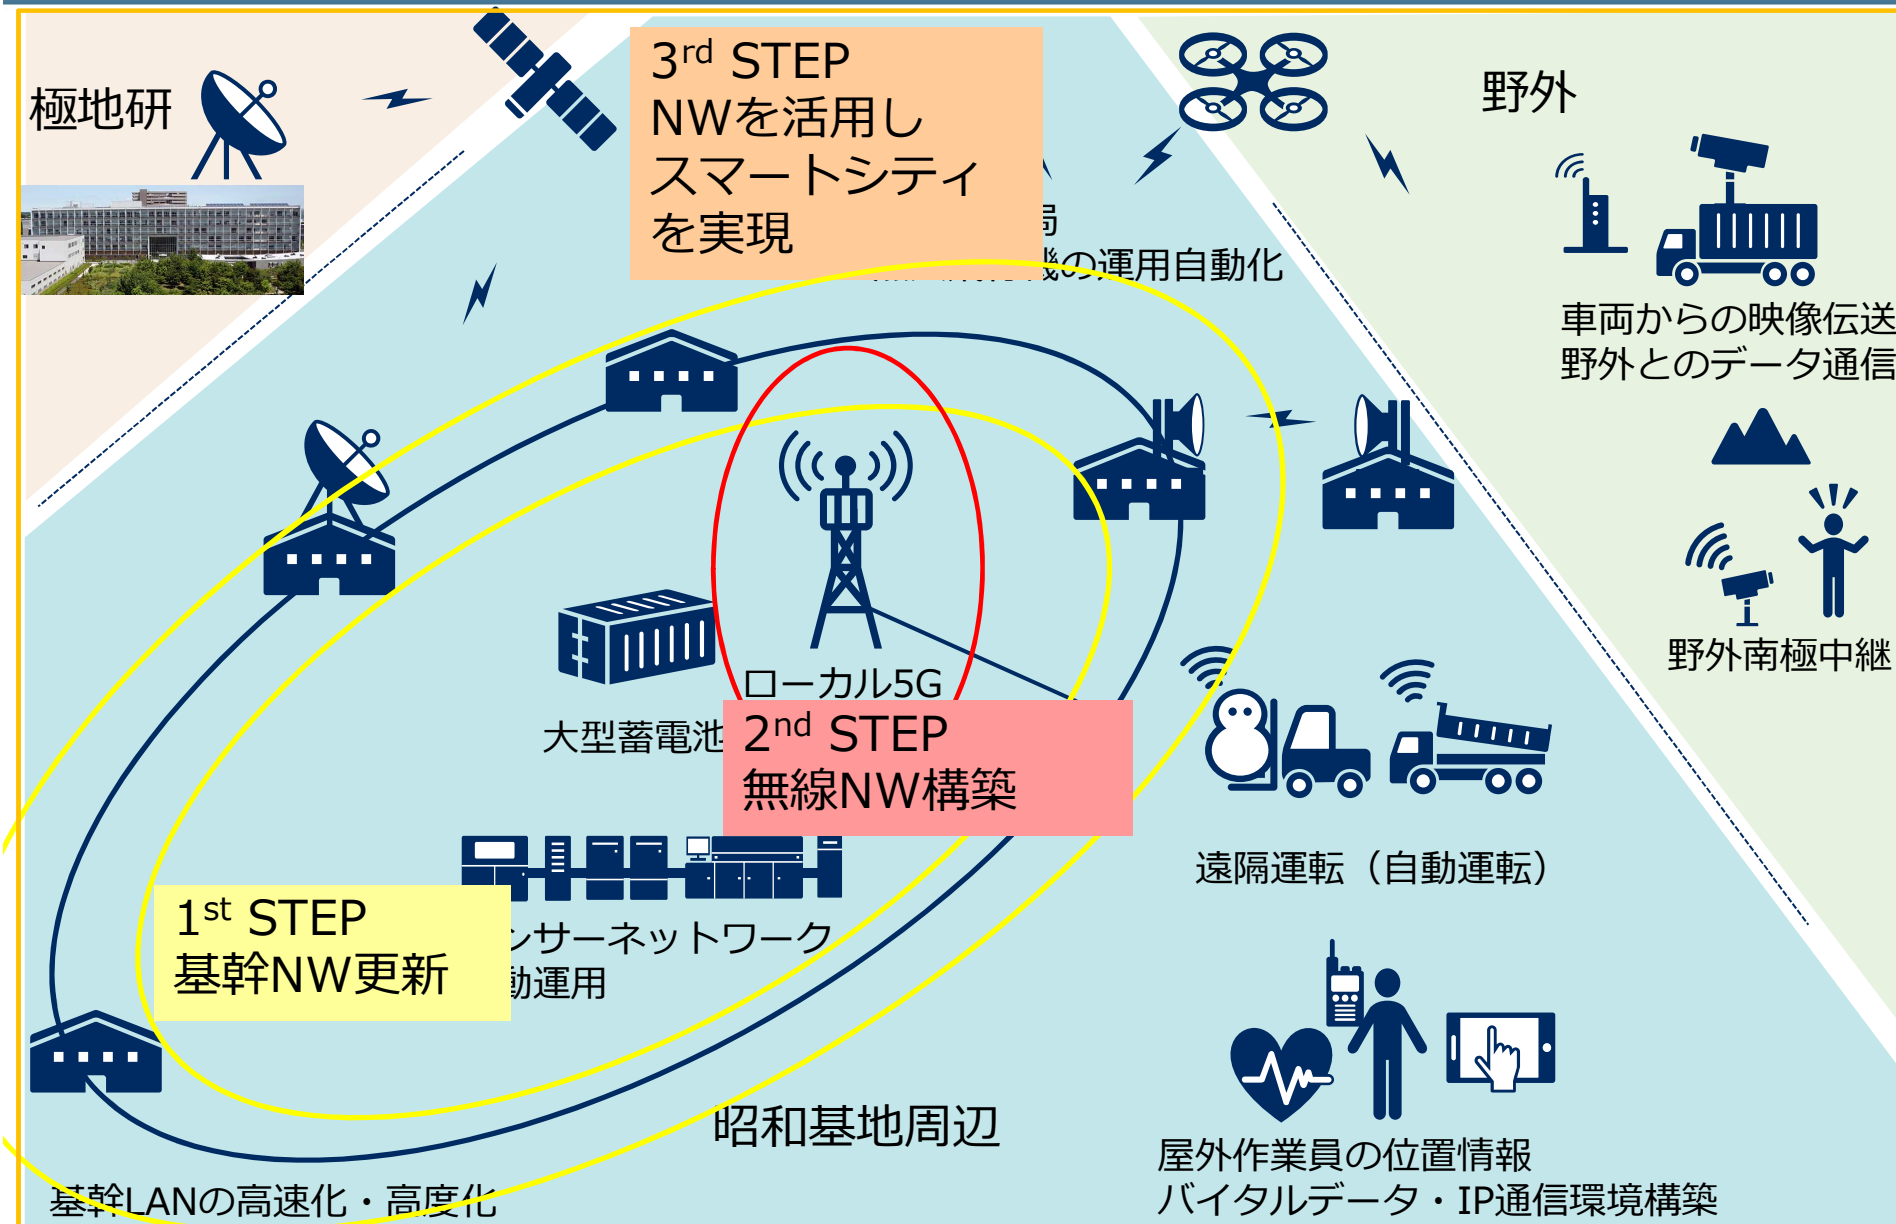 極地研
3rd STEP
NWを活用し
スマートシティ
を実現
局
機の運用自動化
野外
車両からの映像伝送
野外とのデータ通信
野外南極中継
ローカル5G
大型蓄電池
2nd STEP
無線NW構築
遠隔運転（自動運転）
1st STEP
基幹NW更新
ンサーネットワーク
動運用
昭和基地周辺
屋外作業員の位置情報
バイタルデータ・IP通信環境構築
基幹LANの高速化・高度化